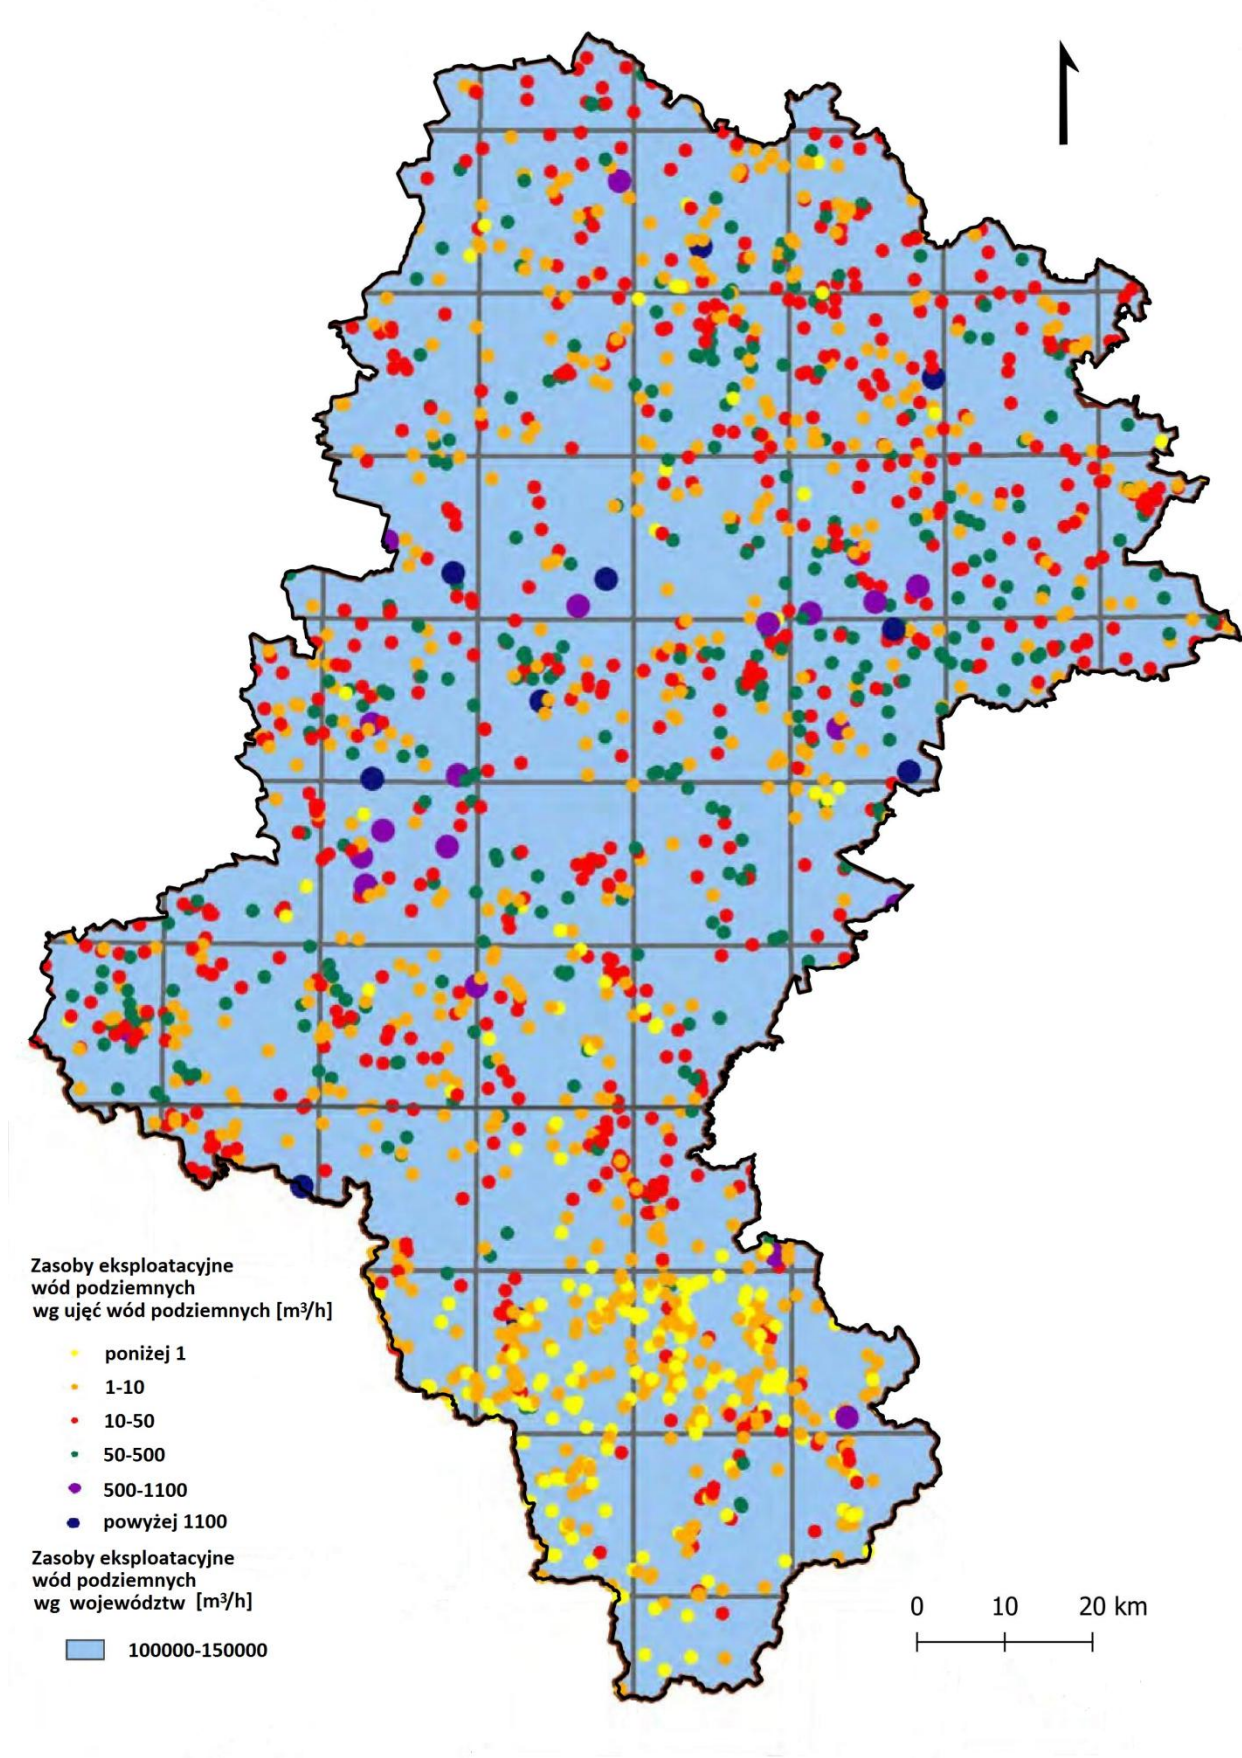 Zasoby eksploatacyjne
wód podziemnych
wg ujęć wód podziemnych [m³/h]
poniżej 1
1-10
10-50
50-500
500-1100
powyżej 1100
Zasoby eksploatacyjne
wód podziemnych
wg województw [m³/h]
100000-150000
0 10 20 km